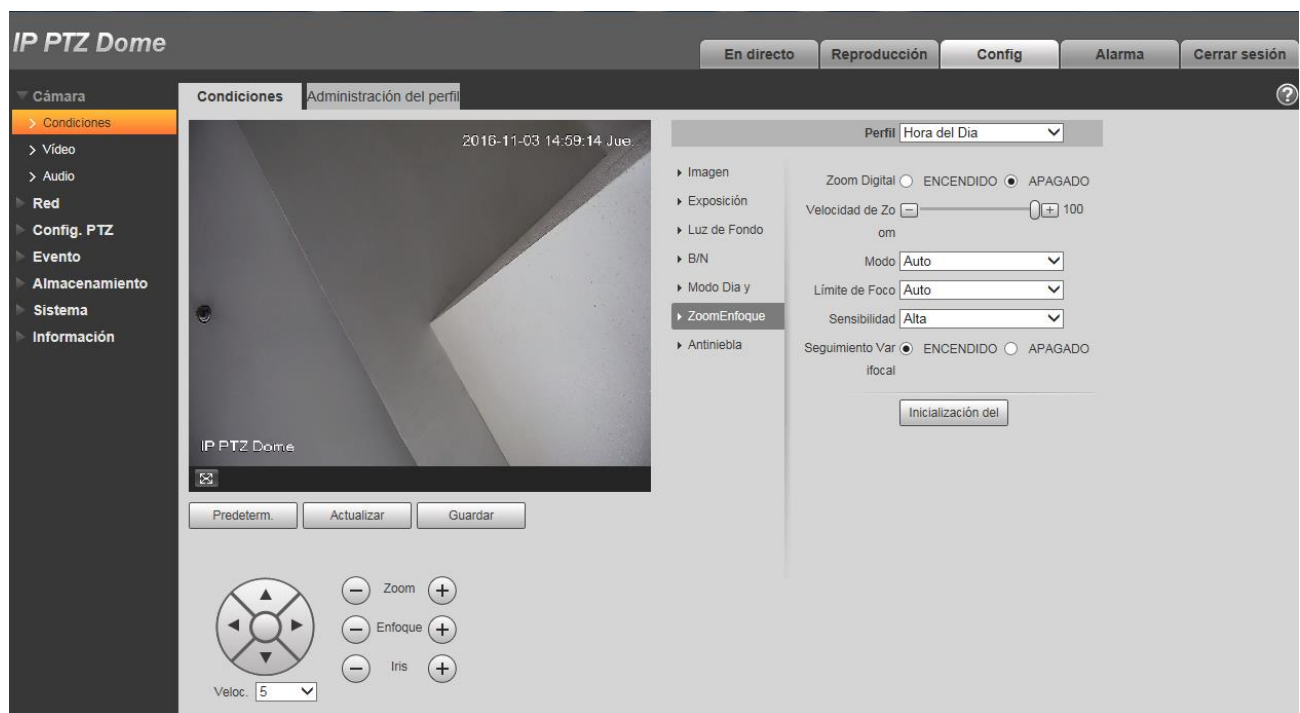 IP PTZ Dome
En directo
Reproducción
Config
Alarma
Cerrar sesión
Cámara
Condiciones
Vídeo
Audio
Red
Config. PTZ
Evento
Almacenamiento
Sistema
Información
Condiciones
Administración del perfil
?
2016-11-03 14:59:14 Jue.
IP PTZ Dome
Predeterm.
Actualizar
Guardar
Zoom
Enfoque
Iris
Veloc. 5
Perfil Hora del Dia
Imagen
Exposición
Luz de Fondo
B/N
Modo Dia y
ZoomEnfoque
Antiniebla
Zoom Digital ENCENDIDO APAGADO
Velocidad de Zo 100
om
Modo Auto
Límite de Foco Auto
Sensibilidad Alta
Seguimiento Var ENCENDIDO APAGADO
ifocal
Inicialización del